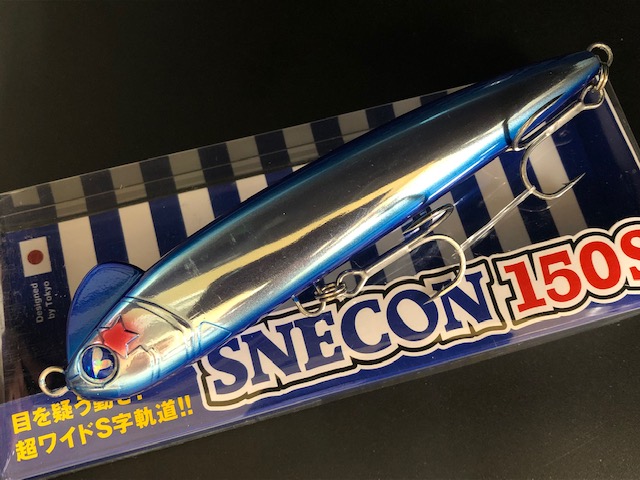 Designed
by Tokyo
SNECON 150S
目を疑う動き!
超ワイドS字軌道!!